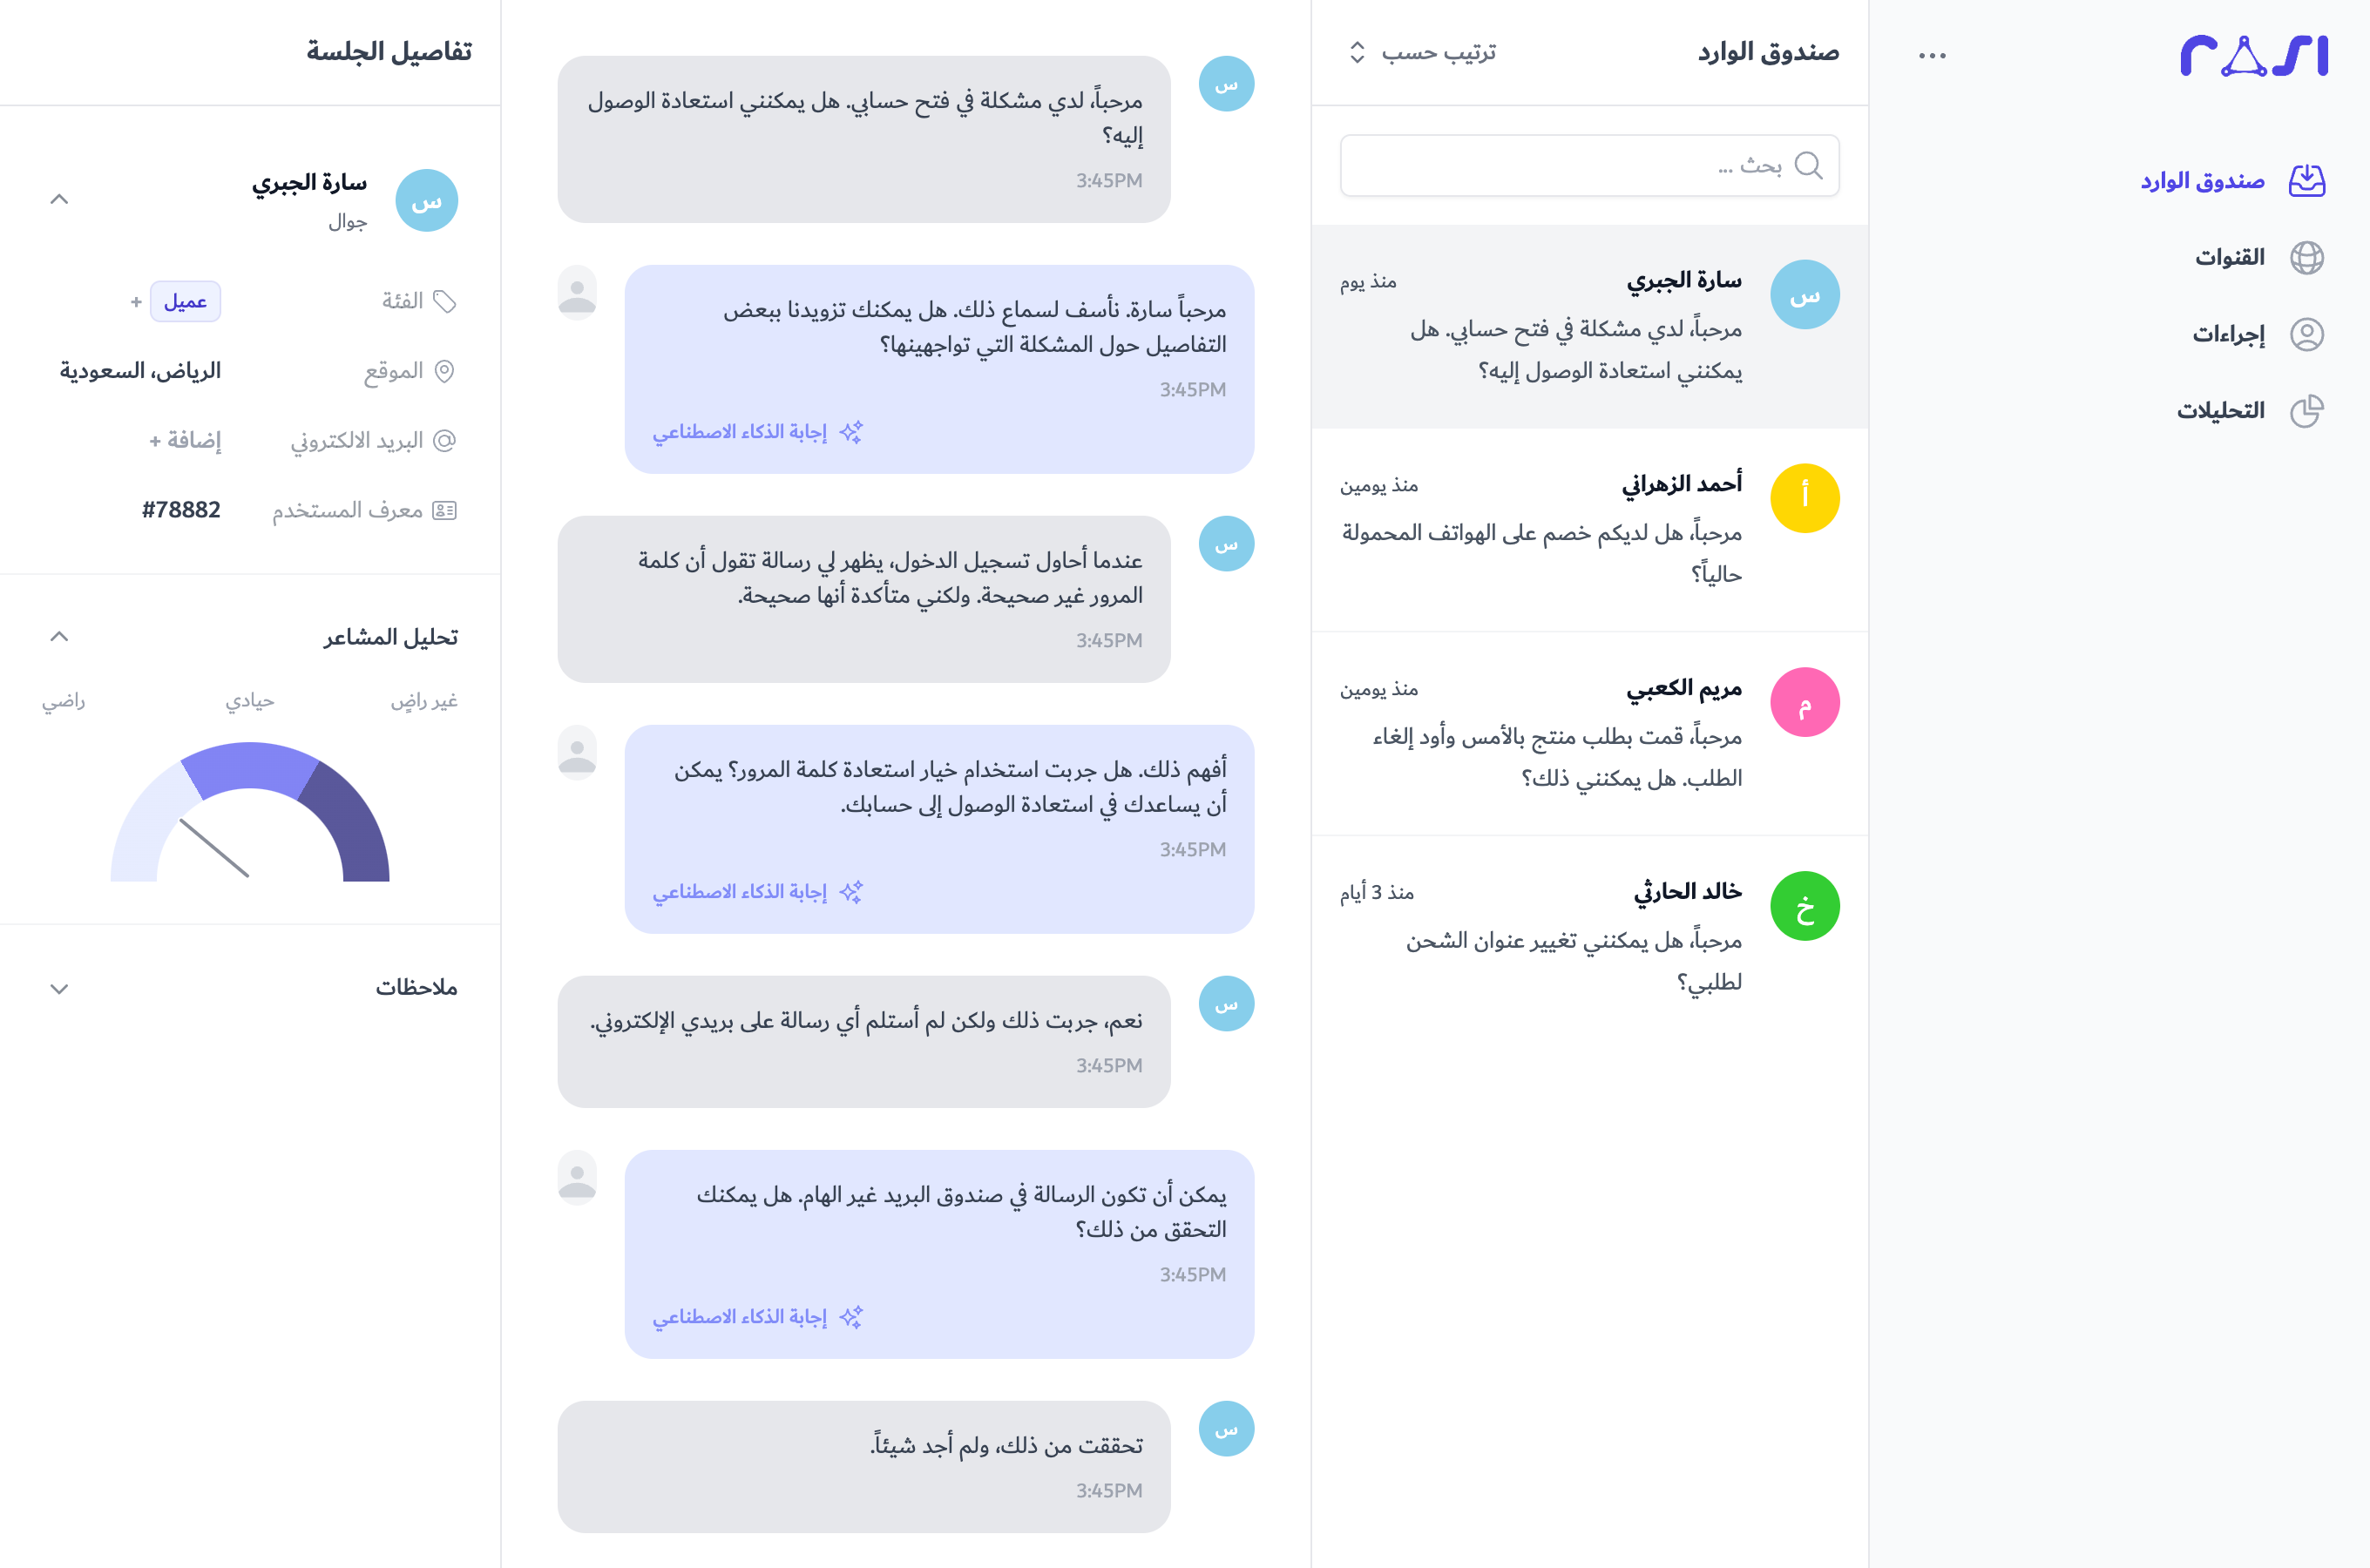 rasi
صندوق الوارد
القنوات
إجراءات
التحليلات
صندوق الوارد
ترتيب حسب
بحث ...
سارة الجبري
منذ يوم
مرحباً، لدي مشكلة في فتح حسابي. هل
يمكنني استعادة الوصول إليه؟
أ
أحمد الزهراني
منذ يومين
مرحباً، هل لديكم خصم على الهواتف المحمولة
حالياً؟
م
مريم الكعبي
منذ يومين
مرحباً، قمت بطلب منتج بالأمس وأود إلغاء
الطلب. هل يمكنني ذلك؟
خ
خالد الحارثي
منذ 3 أيام
مرحباً، هل يمكنني تغيير عنوان الشحن
لطلبي؟
س
س
مرحباً، لدي مشكلة في فتح حسابي. هل يمكنني استعادة الوصول
إليه؟
3:45PM
مرحباً سارة. نأسف لسماع ذلك. هل يمكنك تزويدنا ببعض
التفاصيل حول المشكلة التي تواجهينها؟
3:45PM
إجابة الذكاء الاصطناعي
س
عندما أحاول تسجيل الدخول، يظهر لي رسالة تقول أن كلمة
المرور غير صحيحة. ولكني متأكدة أنها صحيحة.
3:45PM
أفهم ذلك. هل جربت استخدام خيار استعادة كلمة المرور؟ يمكن
أن يساعدك في استعادة الوصول إلى حسابك.
3:45PM
إجابة الذكاء الاصطناعي
س
نعم، جربت ذلك ولكن لم أستلم أي رسالة على بريدي الإلكتروني.
3:45PM
يمكن أن تكون الرسالة في صندوق البريد غير الهام. هل يمكنك
التحقق من ذلك؟
3:45PM
إجابة الذكاء الاصطناعي
س
تحققت من ذلك، ولم أجد شيئاً.
3:45PM
تفاصيل الجلسة
س
سارة الجبري
جوال
الفئة
عميل +
الموقع
الرياض، السعودية
البريد الالكتروني
إضافة +
معرف المستخدم
#78882
تحليل المشاعر
غير راضٍ
حيادي
راضي
ملاحظات